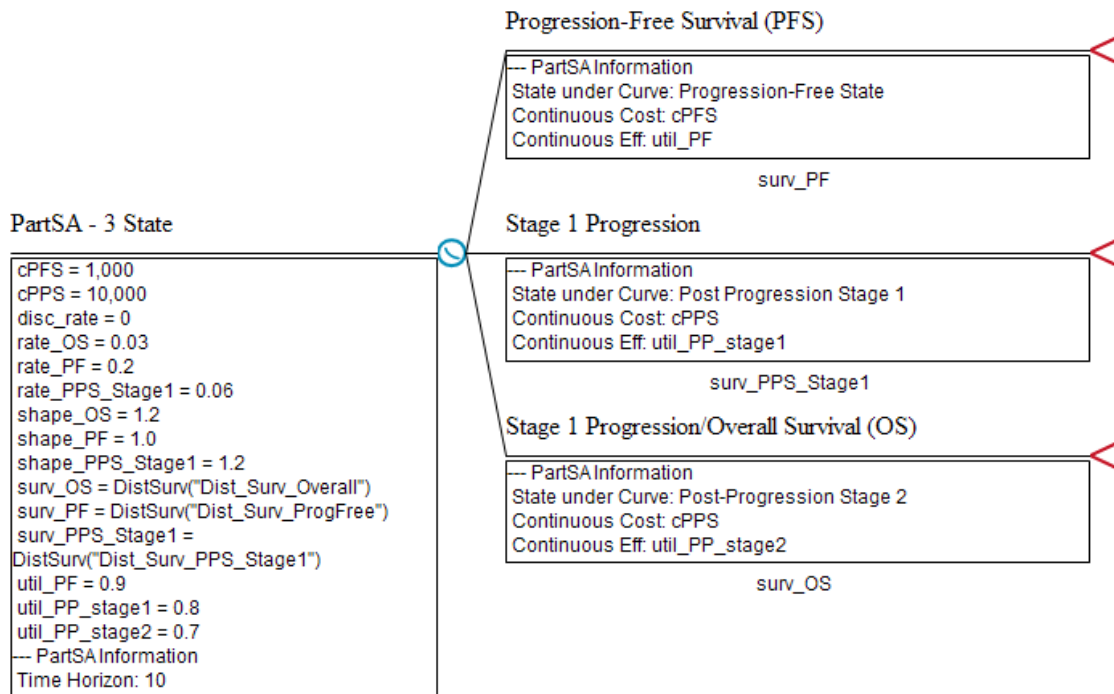 Progression-Free Survival (PFS)
--- PartSA Information
State under Curve: Progression-Free State
Continuous Cost: cPFS
Continuous Eff: util_PF
surv_PF
PartSA - 3 State
cPFS = 1,000
cPPS = 10,000
disc_rate = 0
rate_OS = 0.03
rate_PF = 0.2
rate_PPS_Stage1 = 0.06
shape_OS = 1.2
shape_PF = 1.0
shape_PPS_Stage1 = 1.2
surv_OS = DistSurv("Dist_Surv_Overall")
surv_PF = DistSurv("Dist_Surv_ProgFree")
surv_PPS_Stage1 =
DistSurv("Dist_Surv_PPS_Stage1")
util_PF = 0.9
util_PP_stage1 = 0.8
util_PP_stage2 = 0.7
--- PartSA Information
Time Horizon: 10
Stage 1 Progression
--- PartSA Information
State under Curve: Post Progression Stage 1
Continuous Cost: cPPS
Continuous Eff: util_PP_stage1
surv_PPS_Stage1
Stage 1 Progression/Overall Survival (OS)
--- PartSA Information
State under Curve: Post-Progression Stage 2
Continuous Cost: cPPS
Continuous Eff: util_PP_stage2
surv_OS